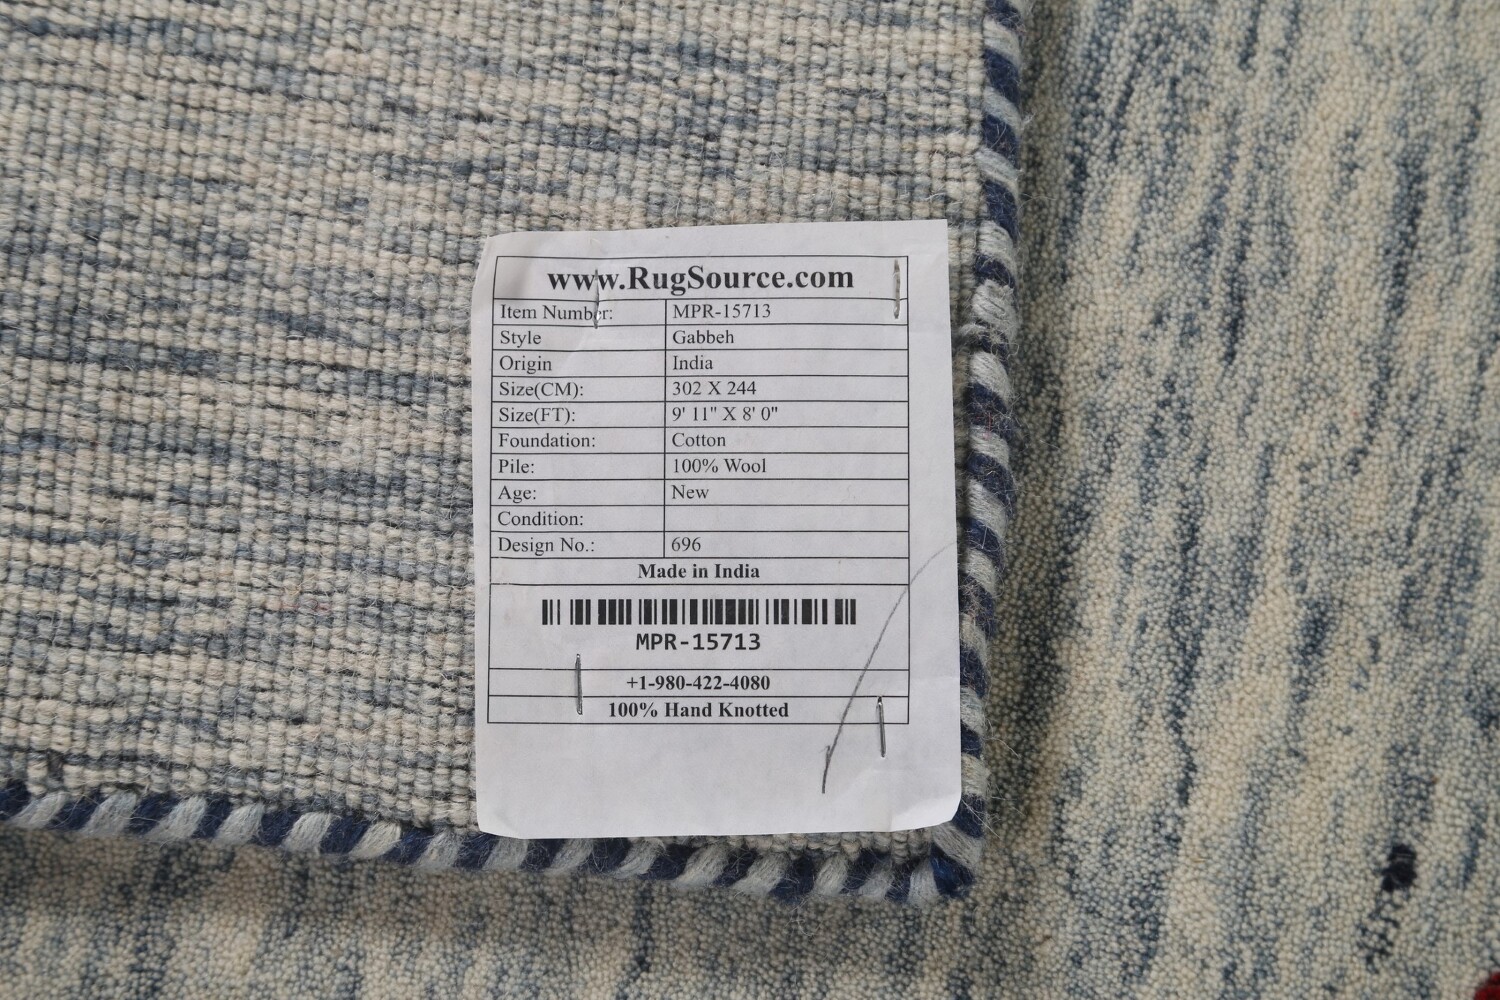 www.RugSource.com
Item Number: MPR-15713
Style Gabbeh
Origin India
Size(CM): 302 X 244
Size(FT): 9' 11" X 8' 0"
Foundation: Cotton
Pile: 100% Wool
Age: New
Condition:
Design No.: 696
Made in India
MPR-15713
+1-980-422-4080
100% Hand Knotted